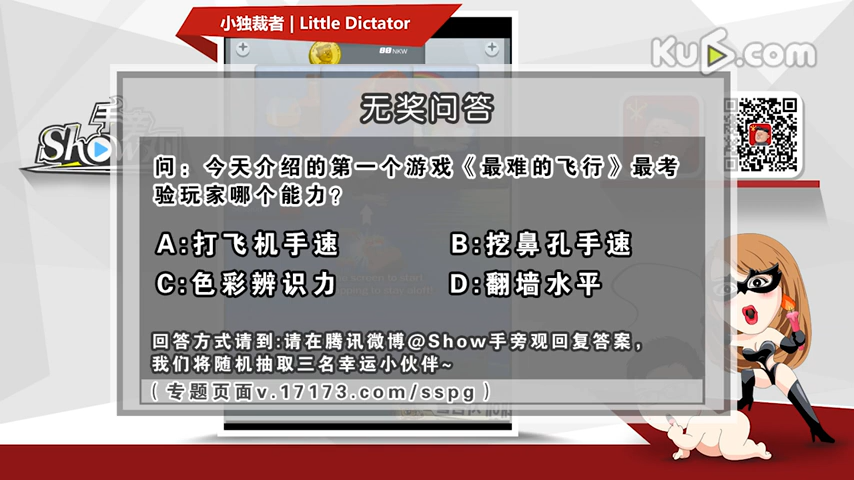 小独裁者 | Little Dictator
NKW
Ku6.com
Show
无奖问答
问：今天介绍的第一个游戏《最难的飞行》最考
验玩家哪个能力?
A:打飞机手速
B:挖鼻孔手速
C:色彩辨识力
D:翻墙水平
回答方式请到:请在腾讯微博@Show手旁观回复答案，
我们将随机抽取三名幸运小伙伴~
（专题页面v.17173.com/sspg）